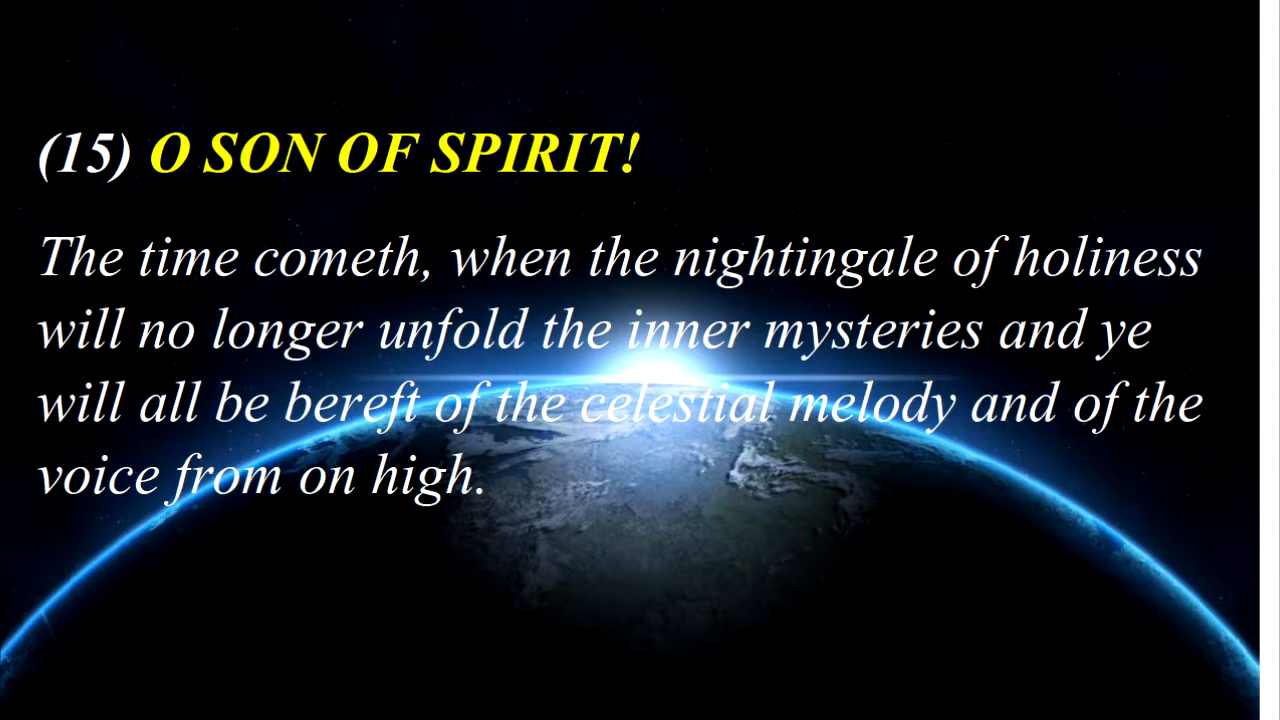 (15) O SON OF SPIRIT!
The time cometh, when the nightingale of holiness
will no longer unfold the inner mysteries and ye
will all be bereft of the celestial melody and of the
voice from on high.